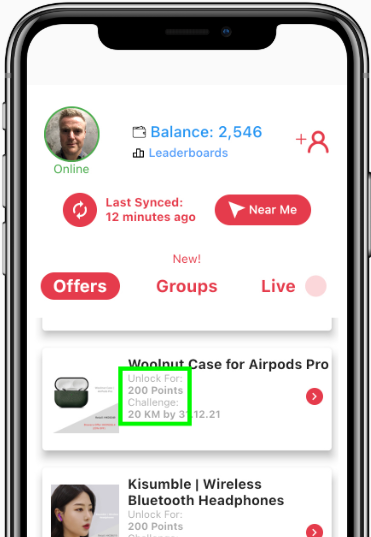 Balance: 2,546
Leaderboards
Online
Last Synced:
12 minutes ago
Near Me
New!
Offers
Groups
Live
Woolnut Case for Airpods Pro
Unlock For:
200 Points
Challenge:
20 KM by 31.12.21
Kisumble | Wireless
Bluetooth Headphones
Unlock For:
200 Points